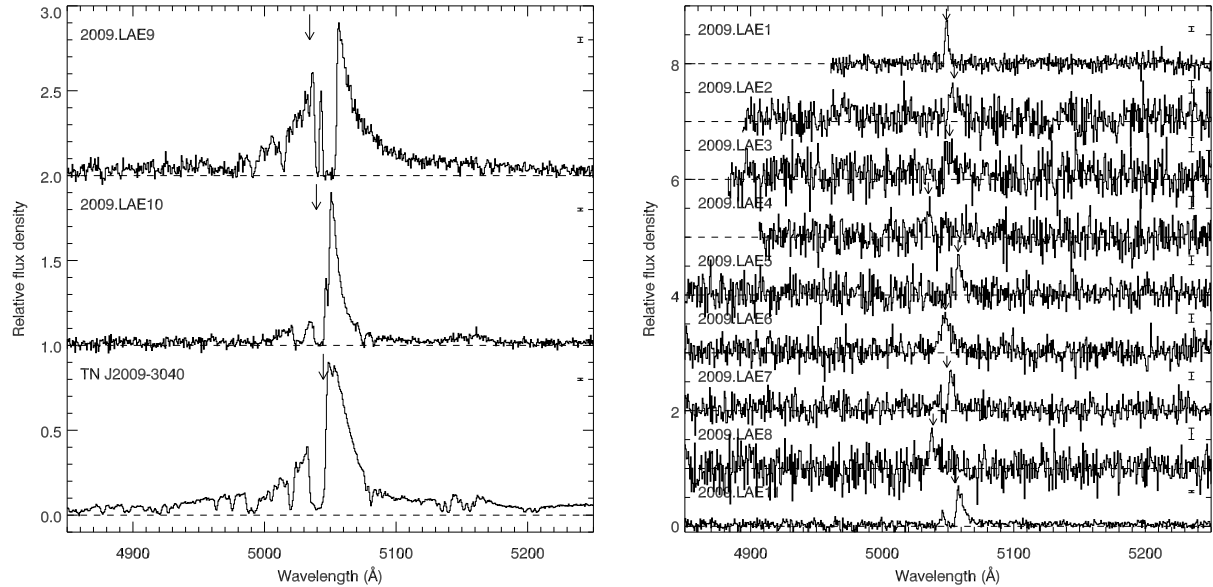 3.0
2009.LAE9
2.5
2.0
2009.LAE10
1.5
1.0
TN J2009-3040
0.5
0.0
Relative flux density
4900
5000
5100
5200
Wavelength (Å)
2009.LAE1
8
2009.LAE2
2009.LAE3
6
2009.LAE4
2009.LAE5
4
2009.LAE6
2009.LAE7
2
2009.LAE8
2009.LAE1
0
Relative flux density
4900
5000
5100
5200
Wavelength (Å)